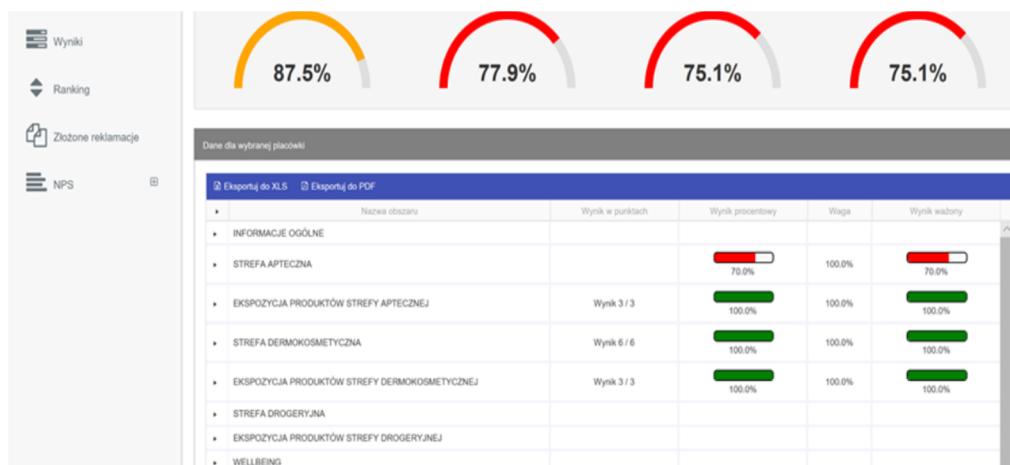 Wyniki
Ranking
Złożone reklamacje
NPS
87.5% 77.9% 75.1% 75.1%
Dane dla wybranej placówki
Eksportuj do XLS Eksportuj do PDF
Nazwa obszaru Wynik w punktach Wynik procentowy Waga Wynik ważony
INFORMACJE OGÓLNE
STREFA APTECZNA 70.0% 100.0% 70.0%
EKSPOZYCJA PRODUKTÓW STREFY APTECZNEJ Wynik 3 / 3 100.0% 100.0% 100.0%
STREFA DERMOKOSMETYCZNA Wynik 6 / 6 100.0% 100.0% 100.0%
EKSPOZYCJA PRODUKTÓW STREFY DERMOKOSMETYCZNEJ Wynik 3 / 3 100.0% 100.0% 100.0%
STREFA DROGERYJNA
EKSPOZYCJA PRODUKTÓW STREFY DROGERYJNEJ
WELLBEING